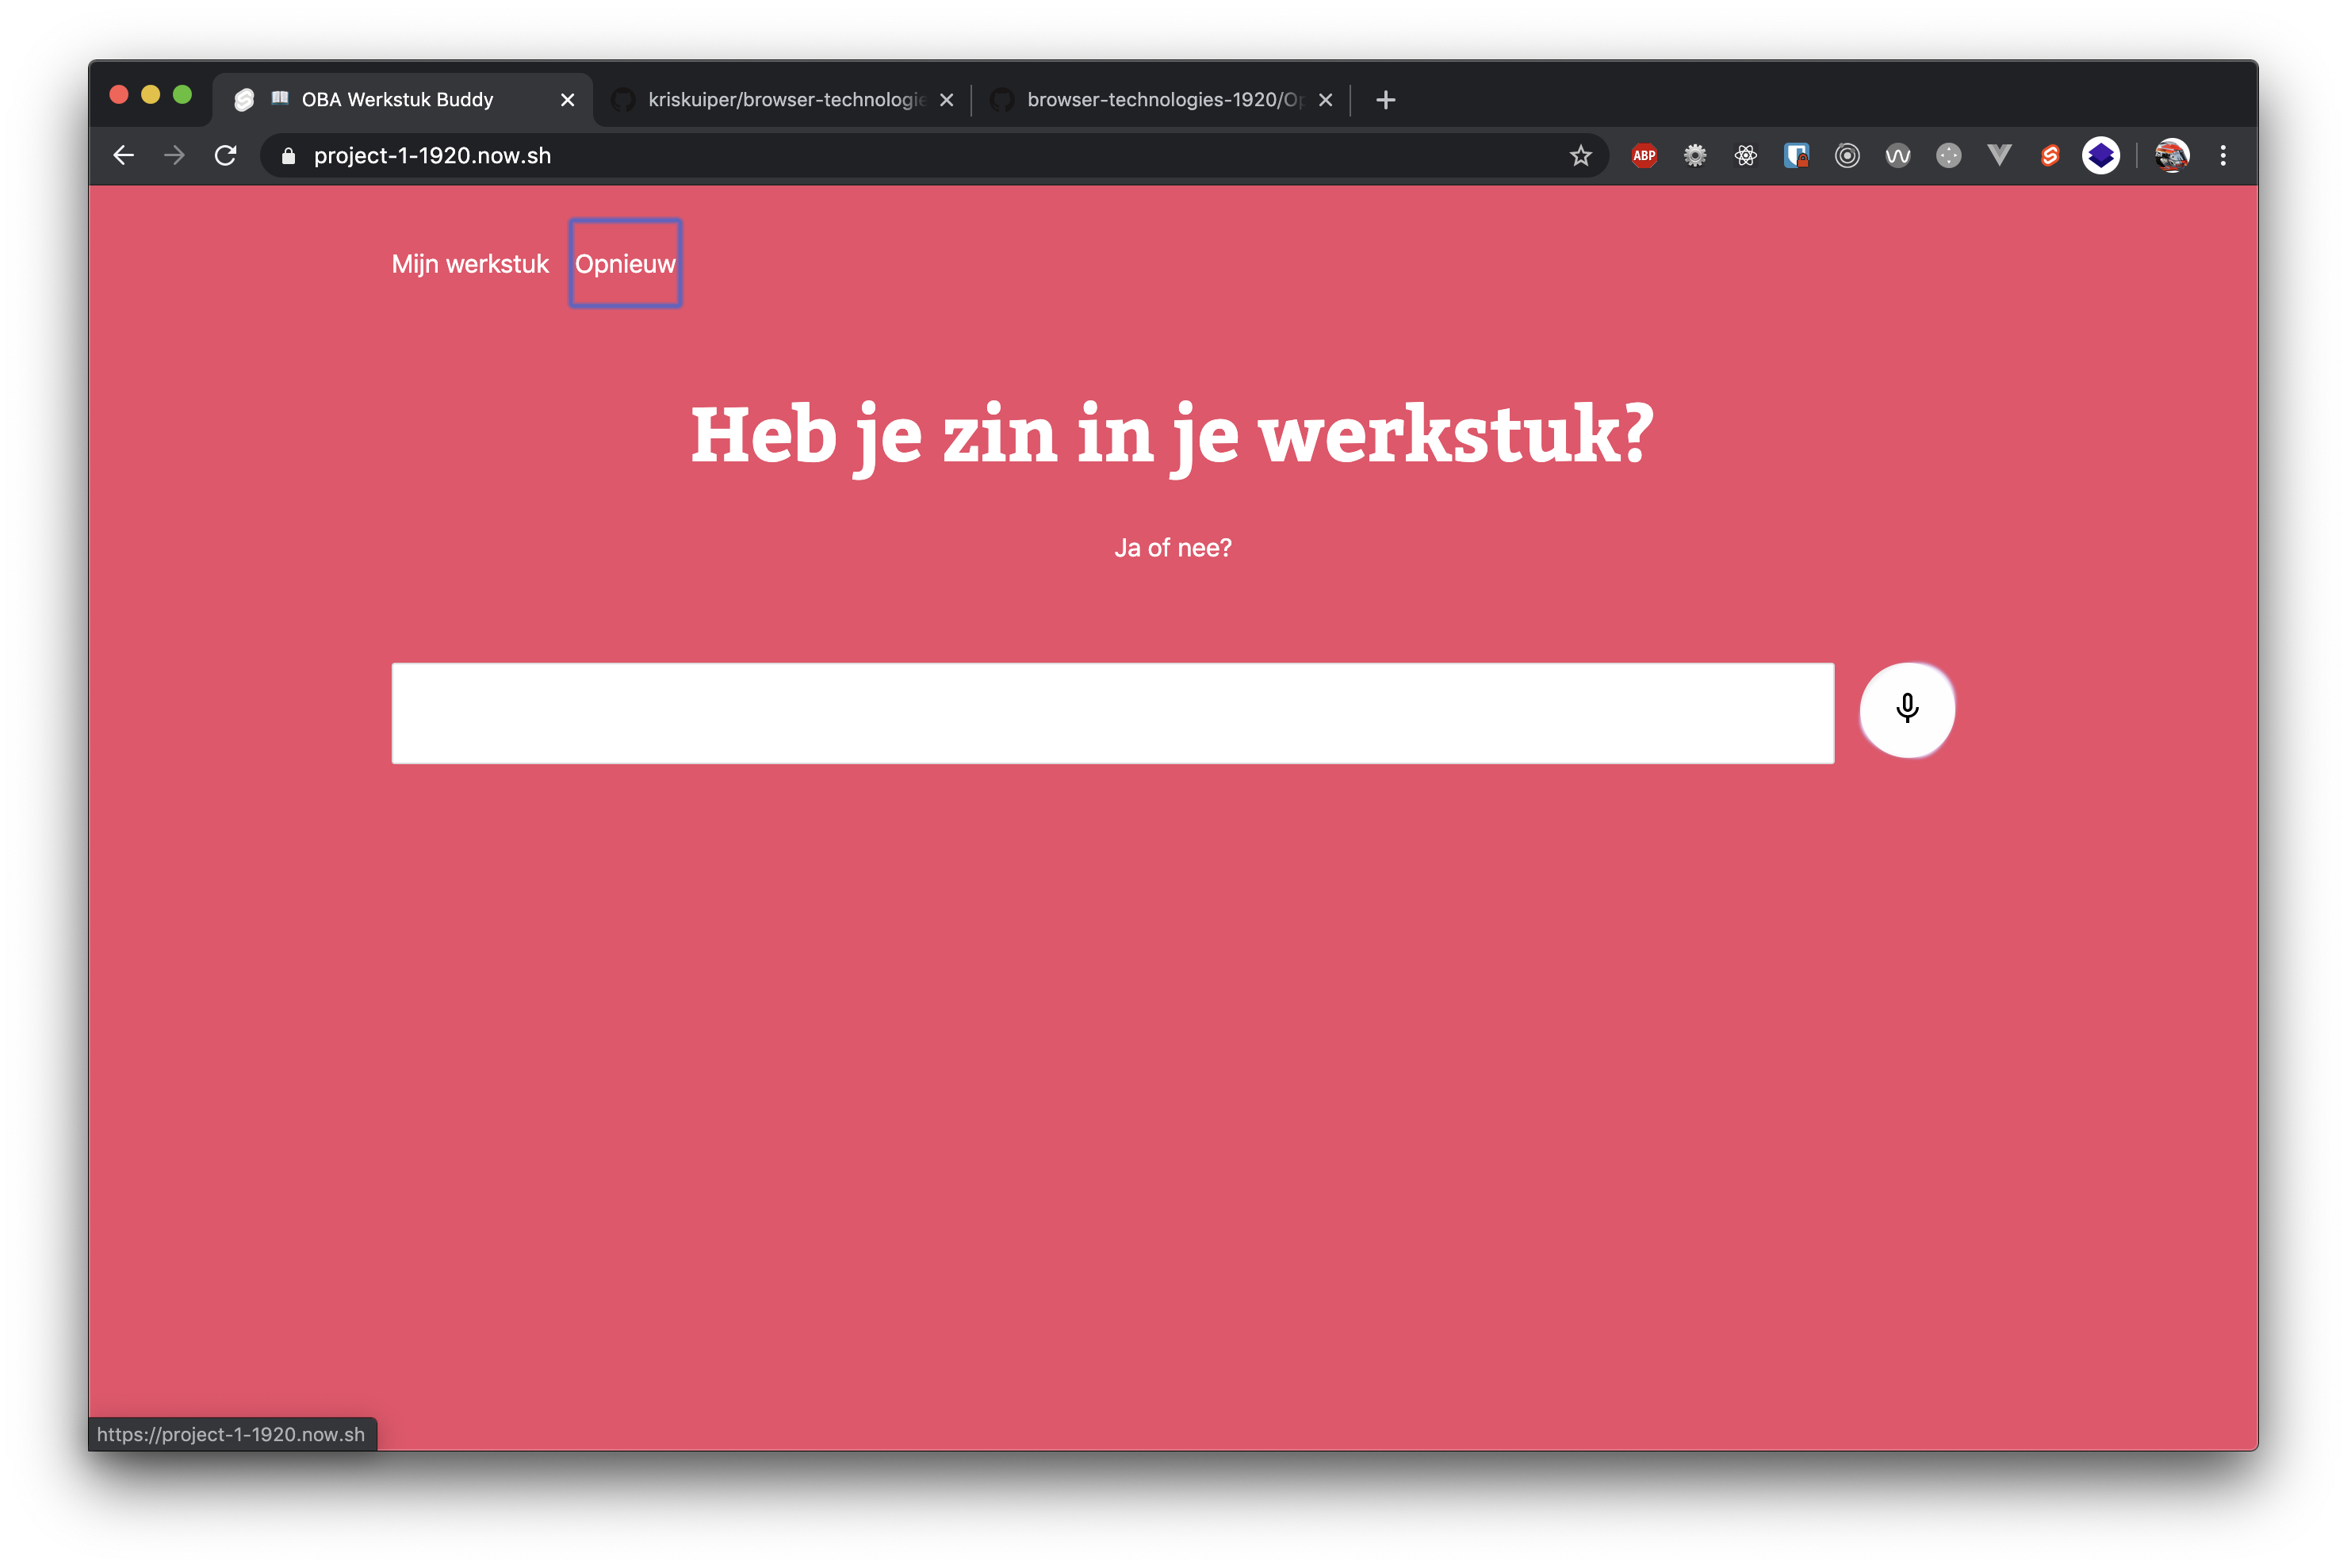 OBA Werkstuk Buddy
kriskuiper/browser-technologie
browser-technologies-1920/Op
project-1-1920.now.sh
ABP
Mijn werkstuk
Opnieuw
Heb je zin in je werkstuk?
Ja of nee?
https://project-1-1920.now.sh